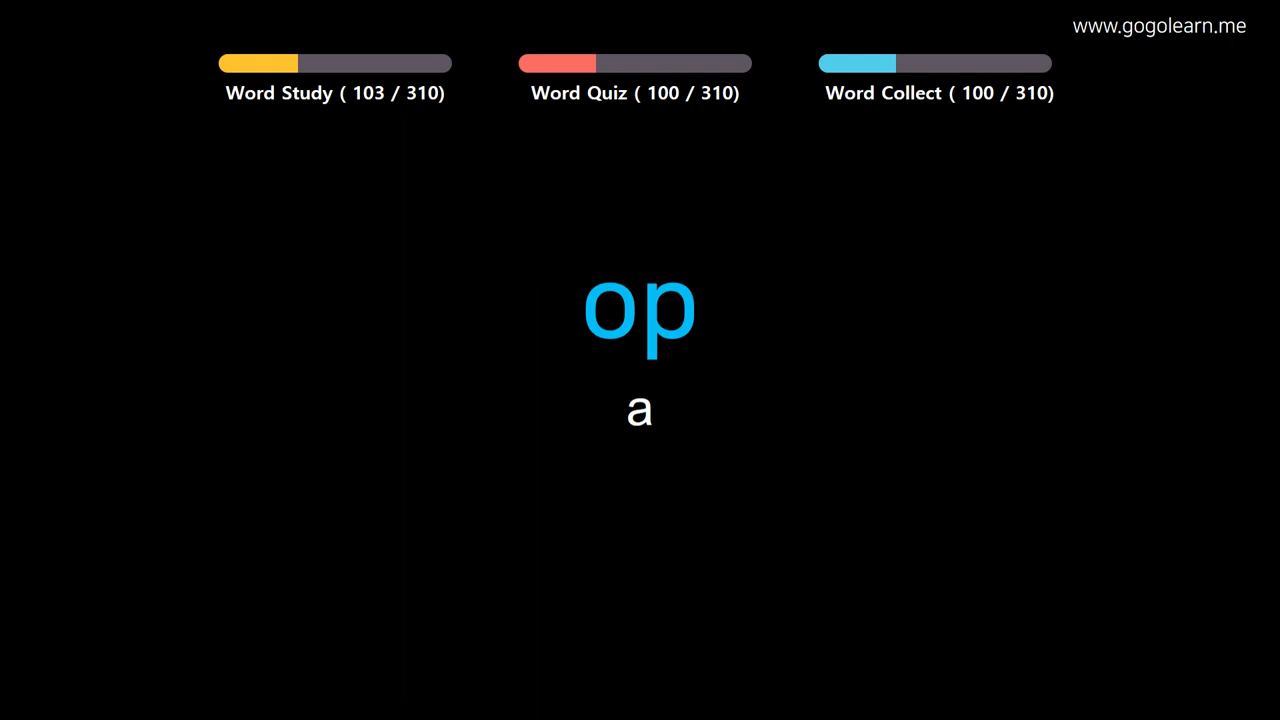 www.gogolearn.me
Word Study ( 103 / 310)
Word Quiz ( 100 / 310)
Word Collect ( 100 / 310)
op
a